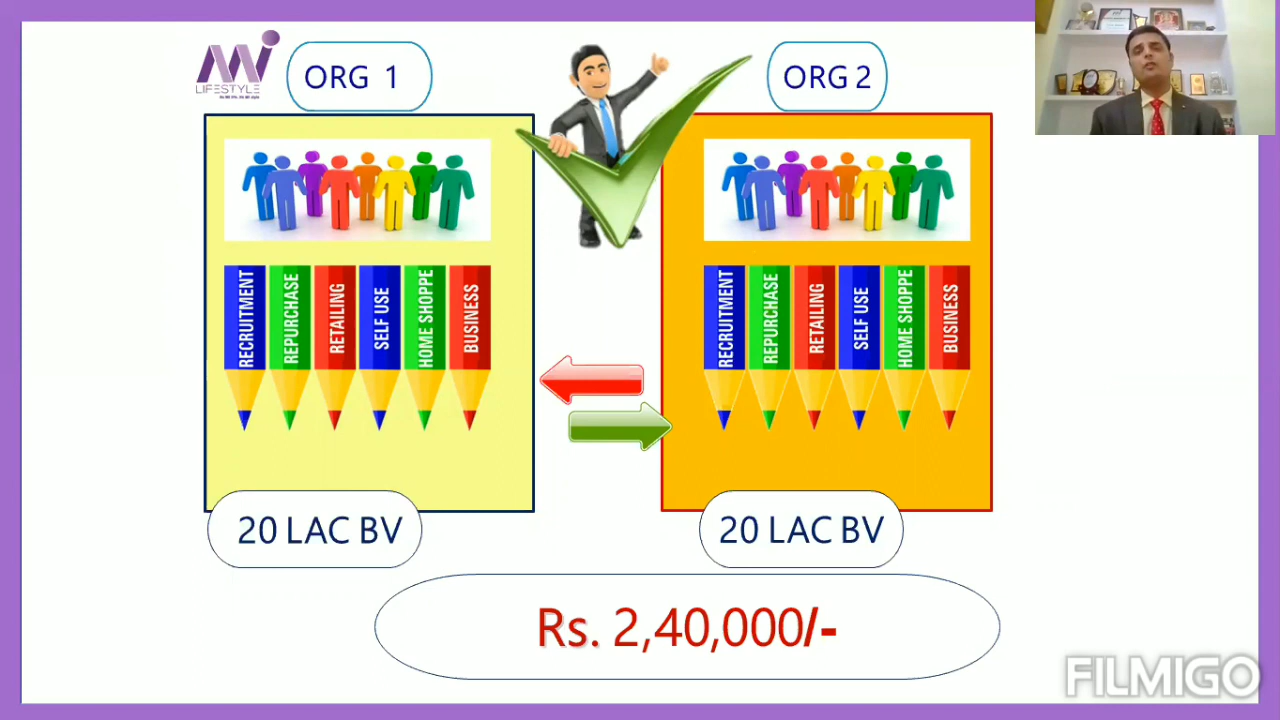 LIFESTYLE
ORG 1
ORG 2
RECRUITMENT
REPURCHASE
RETAILING
SELF USE
HOME SHOPPE
BUSINESS
RECRUITMENT
REPURCHASE
RETAILING
SELF USE
HOME SHOPPE
BUSINESS
20 LAC BV
20 LAC BV
Rs. 2,40,000/-
FILMIGO